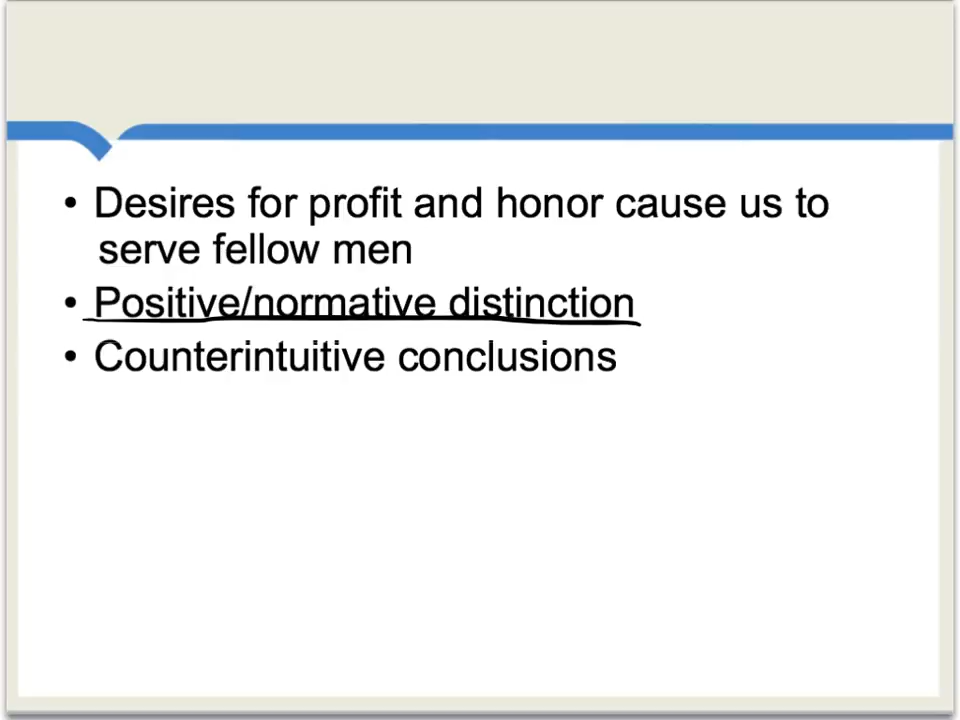 • Desires for profit and honor cause us to
serve fellow men
• Positive/normative distinction
• Counterintuitive conclusions